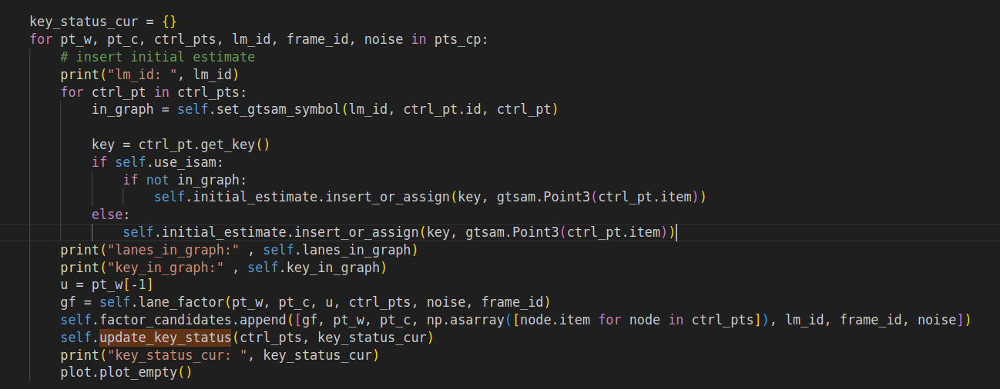 key_status_cur = {}
for pt_w, pt_c, ctrl_pts, lm_id, frame_id, noise in pts_cp:
    # insert initial estimate
    print("lm_id: ", lm_id)
    for ctrl_pt in ctrl_pts:
        in_graph = self.set_gtsam_symbol(lm_id, ctrl_pt.id, ctrl_pt)
        key = ctrl_pt.get_key()
        if self.use_isam:
            if not in_graph:
                self.initial_estimate.insert_or_assign(key, gtsam.Point3(ctrl_pt.item))
        else:
            self.initial_estimate.insert_or_assign(key, gtsam.Point3(ctrl_pt.item))
    print("lanes_in_graph:" , self.lanes_in_graph)
    print("key_in_graph:" , self.key_in_graph)
    u = pt_w[-1]
    gf = self.lane_factor(pt_w, pt_c, u, ctrl_pts, noise, frame_id)
    self.factor_candidates.append([gf, pt_w, pt_c, np.asarray([node.item for node in ctrl_pts]), lm_id, frame_id, noise])
    self.update_key_status(ctrl_pts, key_status_cur)
    print("key_status_cur: ", key_status_cur)
    plot.plot_empty()